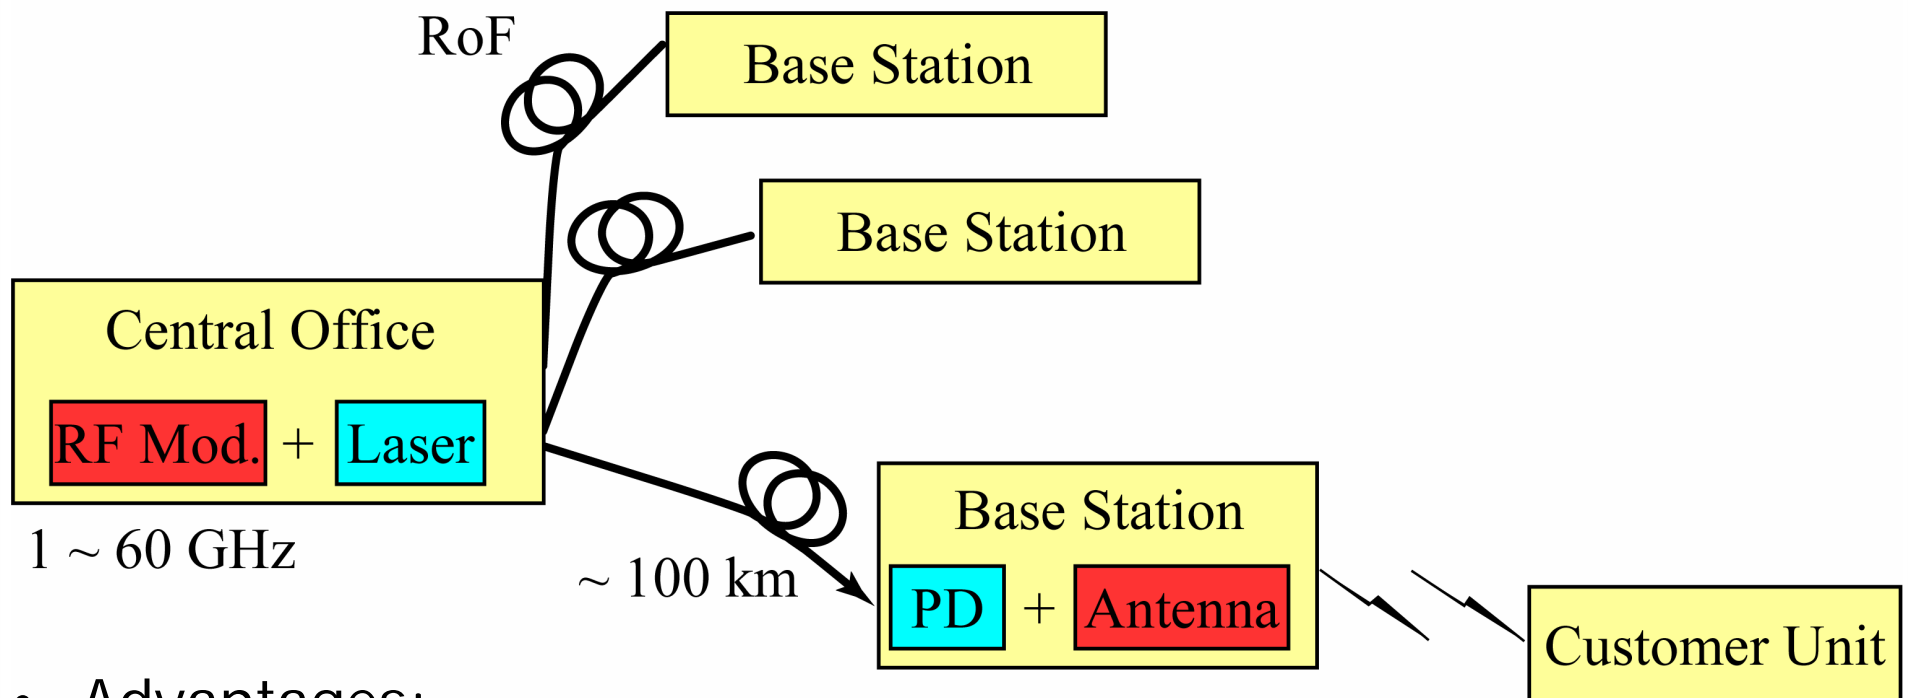 RoF
Base Station
Base Station
Central Office
RF Mod. + Laser
1 ~ 60 GHz
~ 100 km
Base Station
PD + Antenna
Customer Unit
• Advantages: